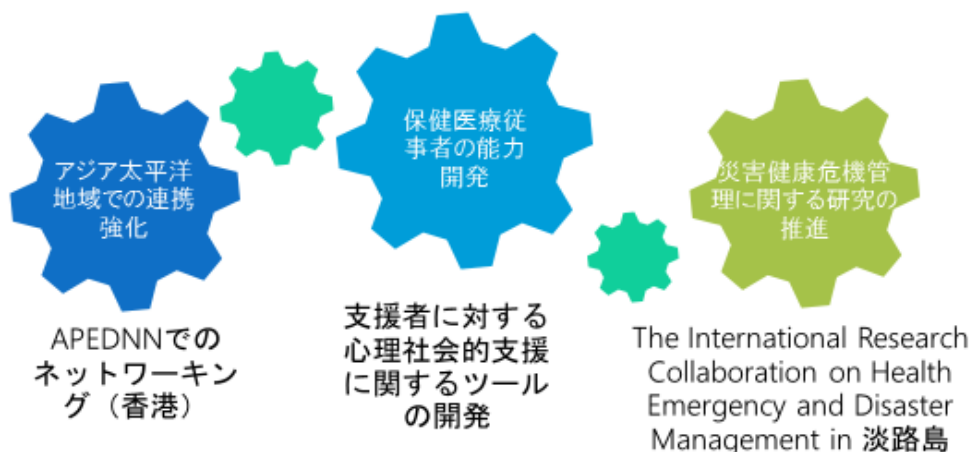 アジア太平洋
地域での連携
強化
保健医療従
事者の能力
開発
災害健康危機管
理に関する研究の
推進
APEDNNでの
ネットワーキン
グ（香港）
支援者に対する
心理社会的支援
に関するツール
の開発
The International Research
Collaboration on Health
Emergency and Disaster
Management in 淡路島